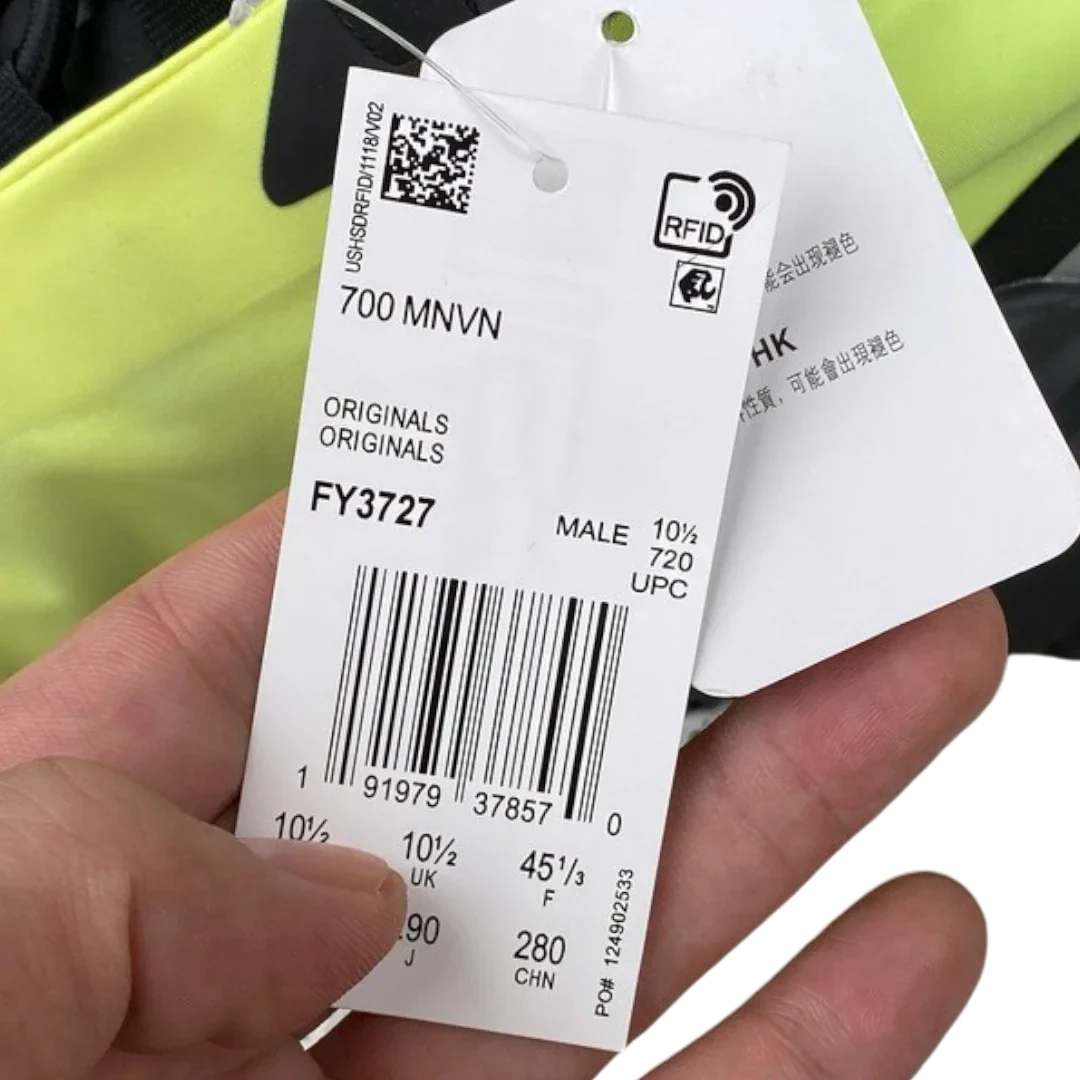 USHSDRFID/1118/V02
RFID
700 MNVN
ORIGINALS
ORIGINALS
FY3727
MALE 10½
720
UPC
1 91979 37857 0
10½ 10½ 45¹/₃
UK F
90 280
J CHN
PO# 124902533
能会出现褪色
HK
性質，可能會出現褪色